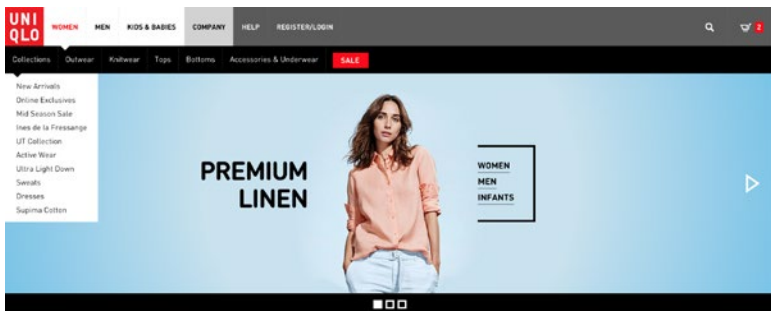 UNI
QLO
WOMEN MEN KIDS & BABIES COMPANY HELP REGISTER/LOGIN 2
Collections Outwear Knitwear Tops Bottoms Accessories & Underwear SALE
New Arrivals
Online Exclusives
Mid Season Sale
Ines de la Fressange
UT Collection
Active Wear
Ultra Light Down
Sweats
Dresses
Supima Cotton
PREMIUM
LINEN
WOMEN
MEN
INFANTS